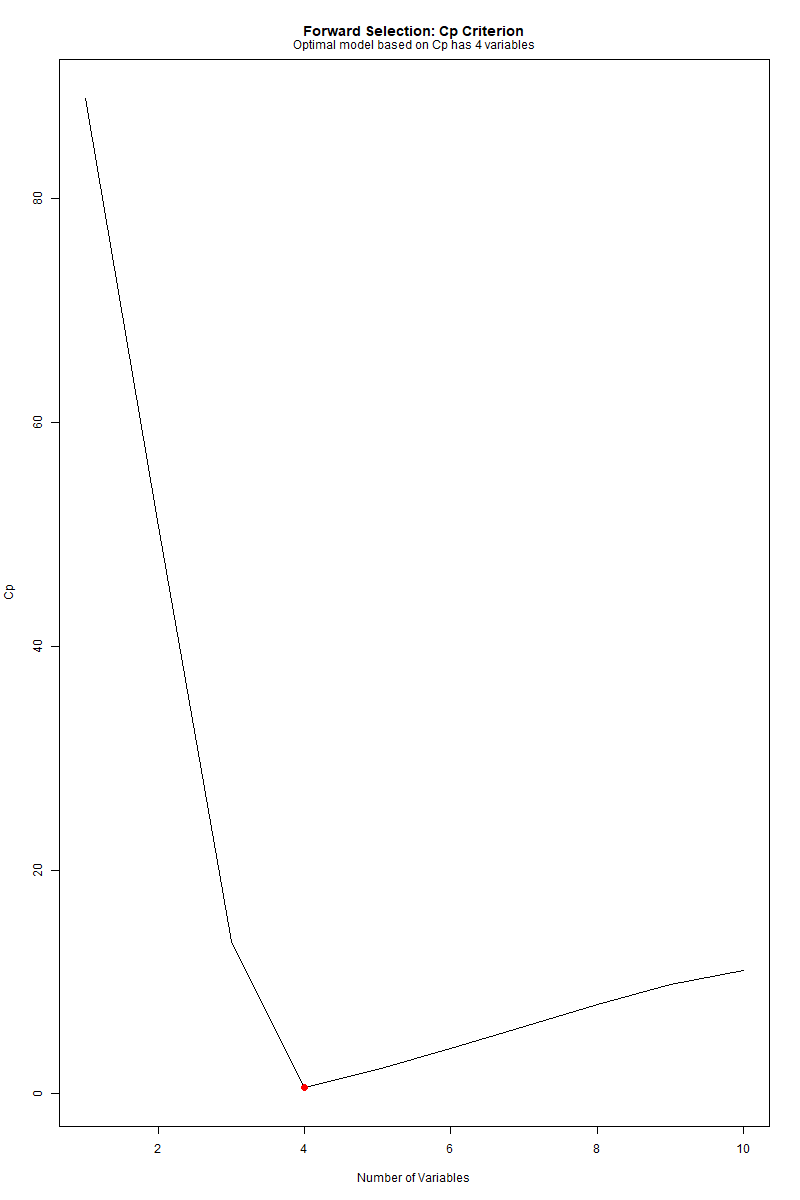 Forward Selection: Cp Criterion
Optimal model based on Cp has 4 variables
80
60
40
20
0
Cp
2
4
6
8
10
Number of Variables